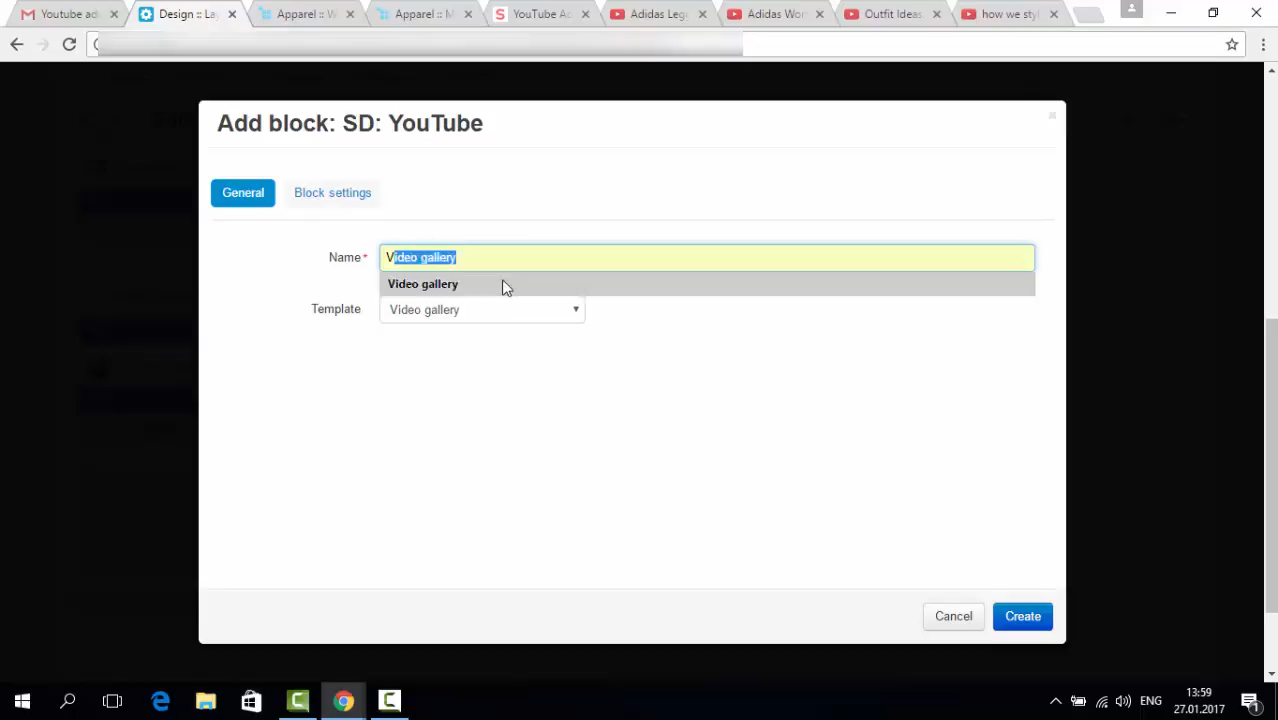 Youtube ad
Design :: La
Apparel :: W
Apparel :: M
YouTube Ad
Adidas Leg
Adidas Wor
Outfit Ideas
how we sty
Add block: SD: YouTube
General
Block settings
Name*
Video gallery
Video gallery
Template
Video gallery
Cancel
Create
ENG
13:59
27.01.2017
1